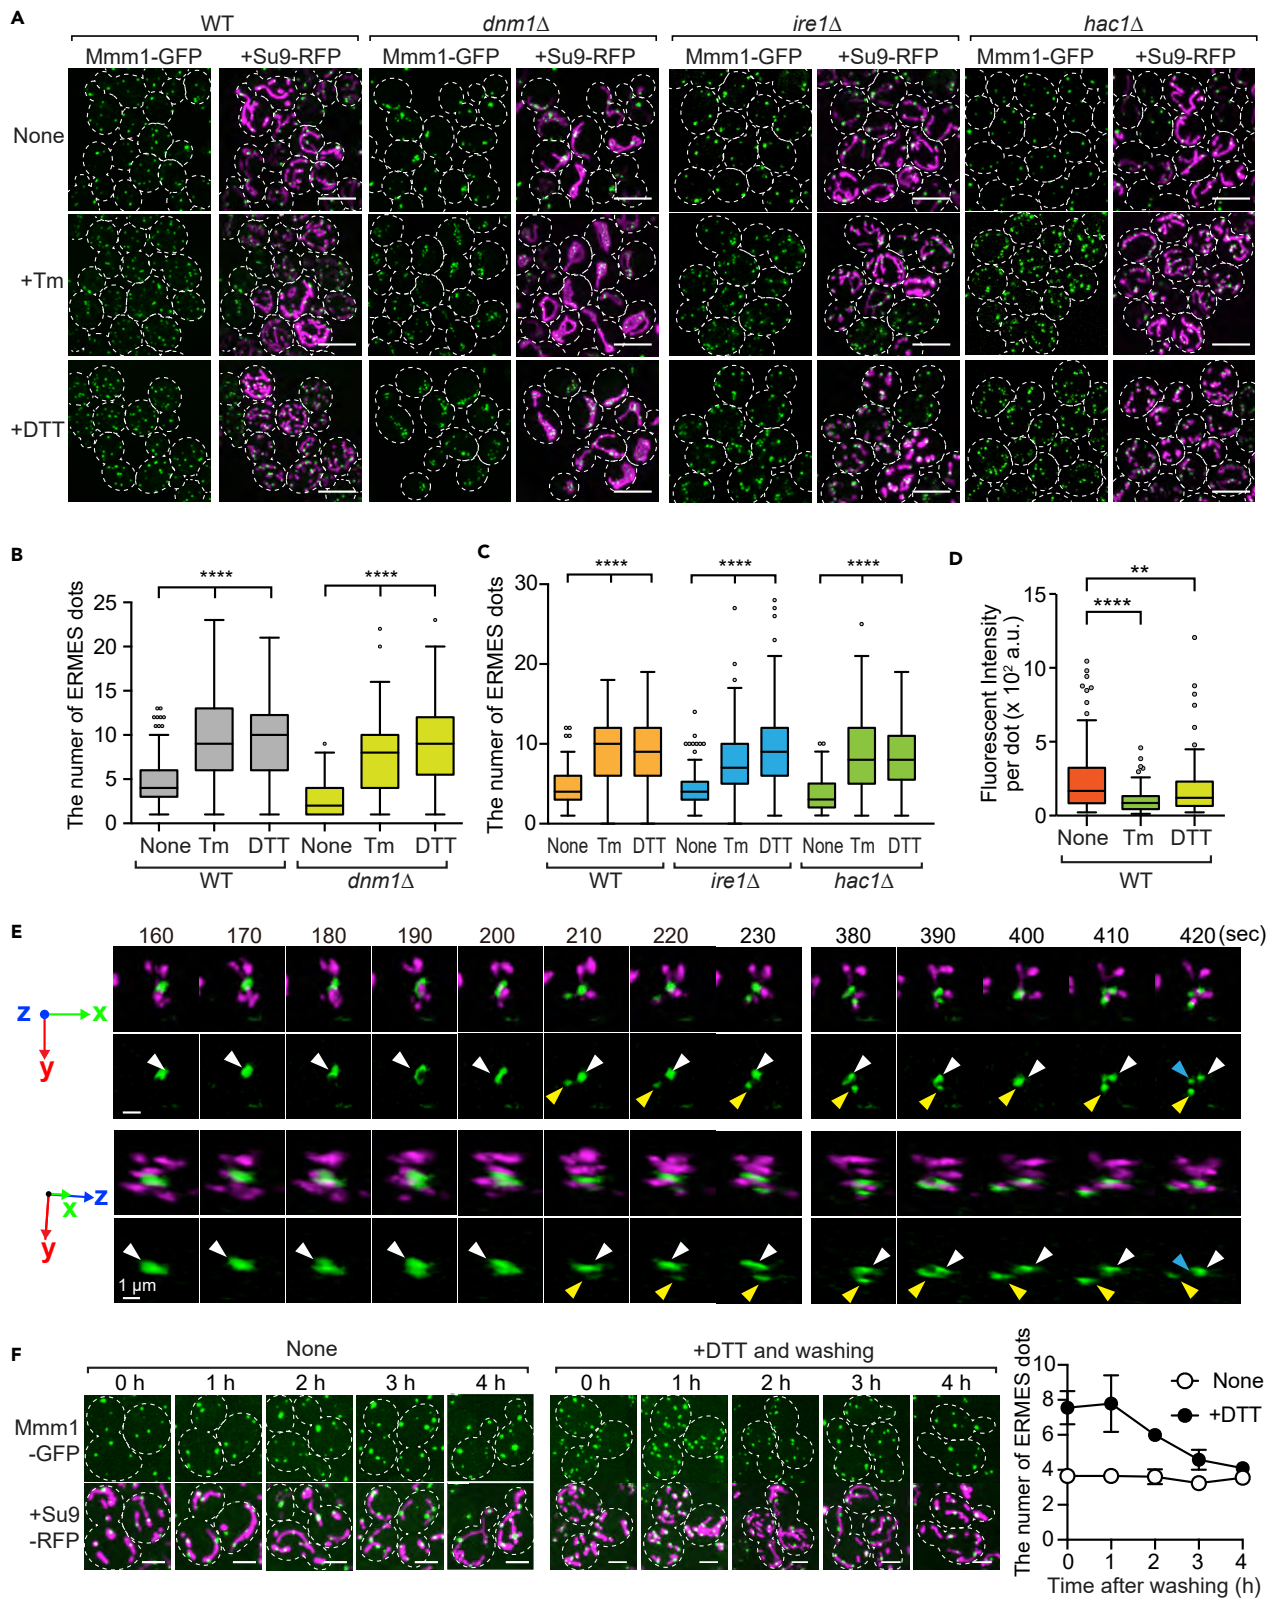 A
WT dnm1Δ ire1Δ hac1Δ
Mmm1-GFP +Su9-RFP Mmm1-GFP +Su9-RFP Mmm1-GFP +Su9-RFP Mmm1-GFP +Su9-RFP
None
+Tm
+DTT
B
The numer of ERMES dots
25
20
15
10
5
0
**** ****
None Tm DTT None Tm DTT
WT dnm1Δ
C
The numer of ERMES dots
30
20
10
0
**** **** ****
None Tm DTT None Tm DTT None Tm DTT
WT ire1Δ hac1Δ
D
Fluorescent Intensity
per dot (x 10² a.u.)
15
10
5
0
**
****
None Tm DTT
WT
E
160 170 180 190 200 210 220 230 380 390 400 410 420 (sec)
z x
y
z
x
y
1 µm
F
None +DTT and washing
0 h 1 h 2 h 3 h 4 h 0 h 1 h 2 h 3 h 4 h
Mmm1
-GFP
+Su9
-RFP
The numer of ERMES dots
10
8
6
4
2
0
None
+DTT
0 1 2 3 4
Time after washing (h)